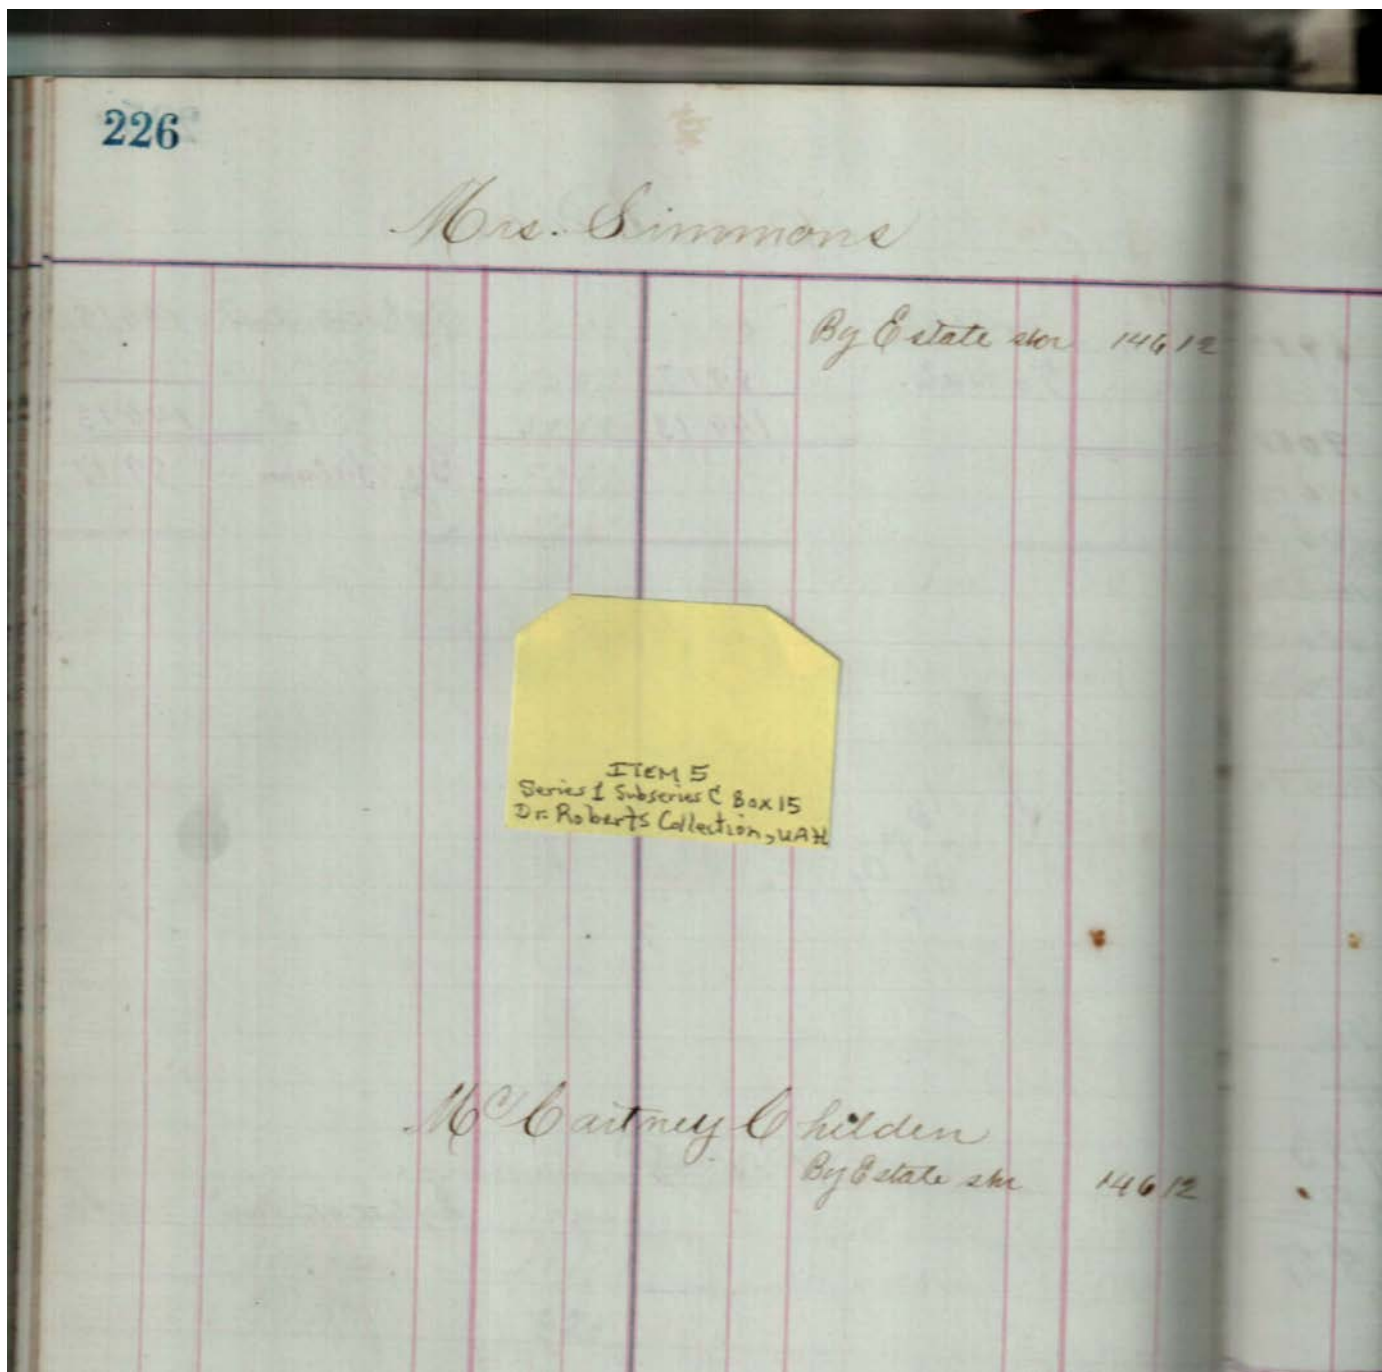 226
Mrs. Simmons
By Estate shr 146 12
ITEM 5
Series 1 Subseries C Box 15
Dr. Roberts Collection, UAH
McCartney Childen
By Estate shr 146 12